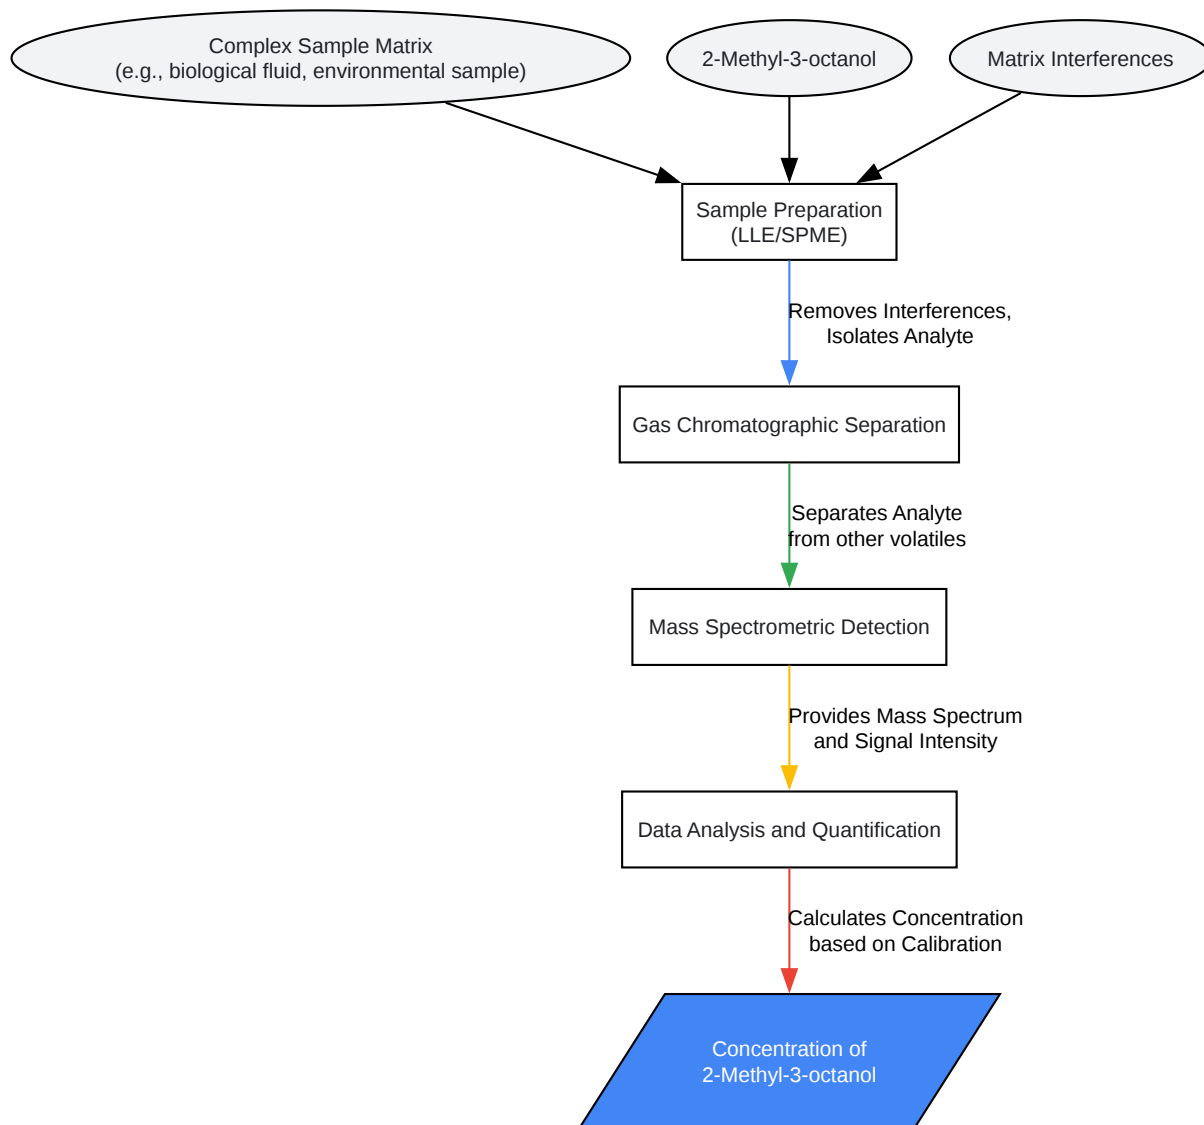 Complex Sample Matrix
(e.g., biological fluid, environmental sample)
2-Methyl-3-octanol
Matrix Interferences
Sample Preparation
(LLE/SPME)
Removes Interferences,
Isolates Analyte
Gas Chromatographic Separation
Separates Analyte
from other volatiles
Mass Spectrometric Detection
Provides Mass Spectrum
and Signal Intensity
Data Analysis and Quantification
Calculates Concentration
based on Calibration
Concentration of
2-Methyl-3-octanol